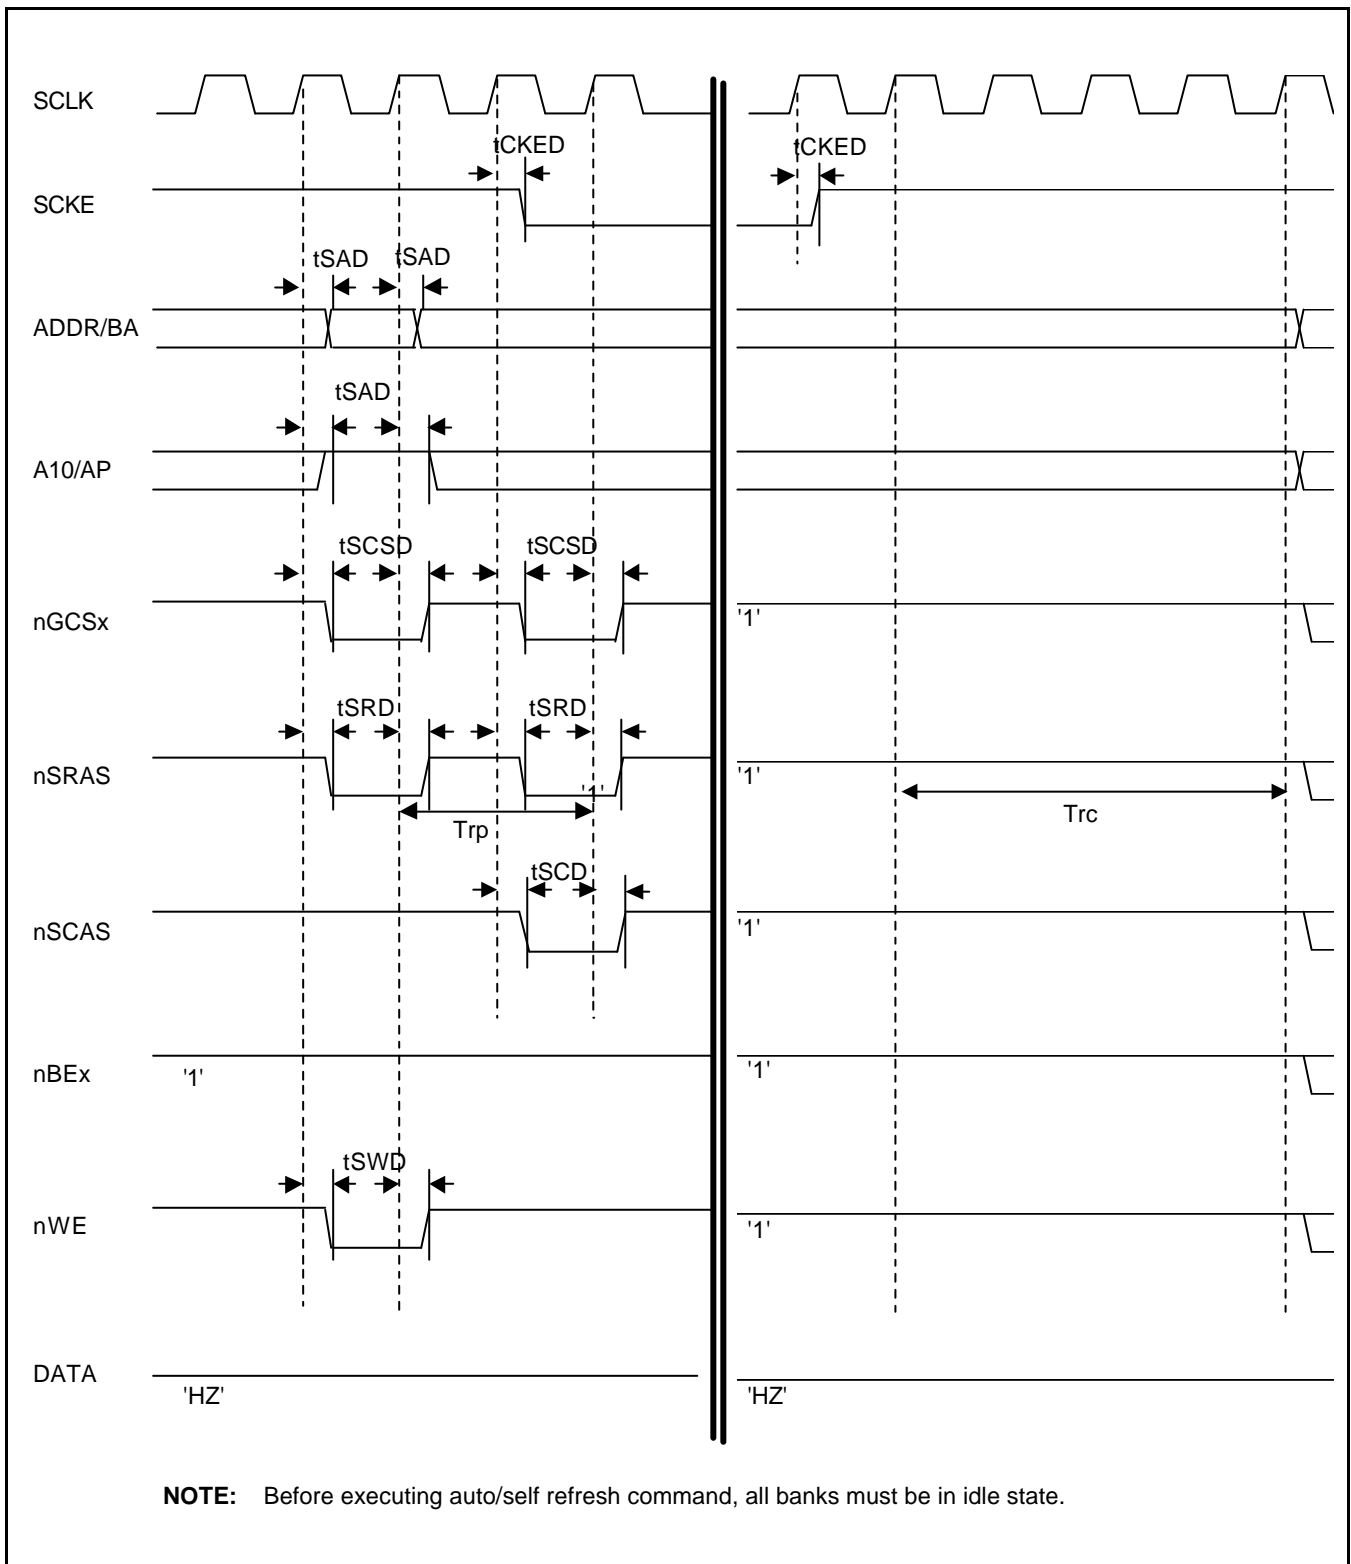 SCLK
tCKED tCKED
SCKE
tSAD tSAD
ADDR/BA
tSAD
A10/AP
tSCSD tSCSD
nGCSx '1'
tSRD tSRD
nSRAS '1' '1'
Trp Trc
tSCD
nSCAS '1'
nBEx '1' '1'
tSWD
nWE '1'
DATA
'HZ' 'HZ'
NOTE: Before executing auto/self refresh command, all banks must be in idle state.